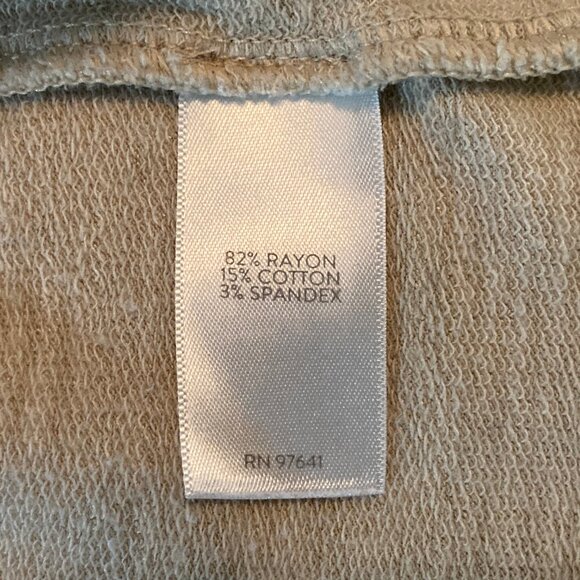 82% RAYON
15% COTTON
3% SPANDEX
RN 97641